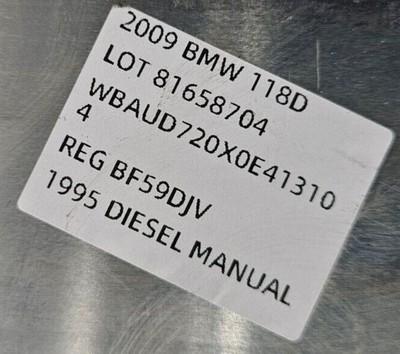 2009 BMW 118D
LOT 81658704
WBAUD720X0E41310
4
REG BF59DJV
1995 DIESEL MANUAL